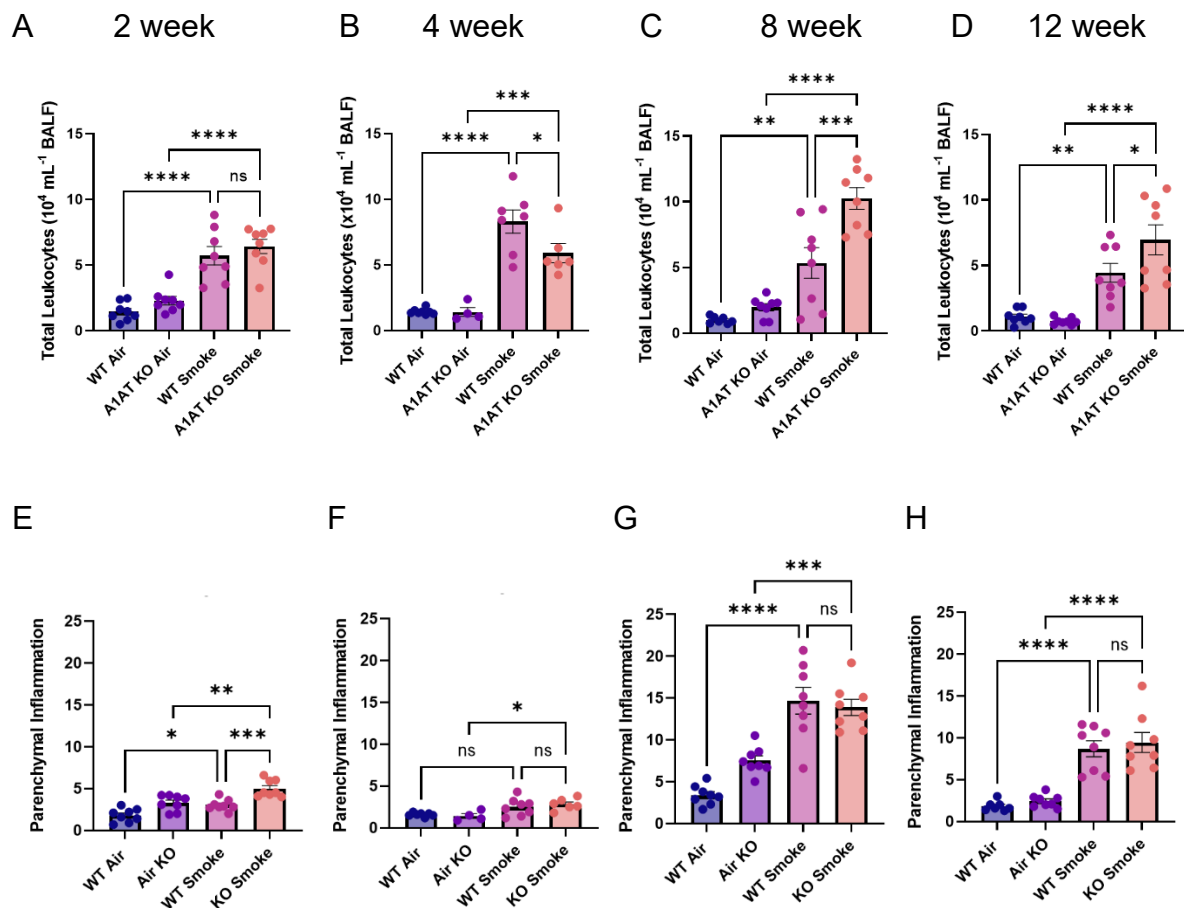 A 2 week
B 4 week
C 8 week
D 12 week
Total Leukocytes (10⁴ mL⁻¹ BALF)
15
10
5
0
****
****
ns
WT Air
A1AT KO Air
WT Smoke
A1AT KO Smoke
Total Leukocytes (x10⁴ mL⁻¹ BALF)
15
10
5
0
***
****
*
WT Air
A1AT KO Air
WT Smoke
A1AT KO Smoke
Total Leukocytes (10⁴ mL⁻¹ BALF)
15
10
5
0
****
**
***
WT Air
A1AT KO Air
WT Smoke
A1AT KO Smoke
Total Leukocytes (10⁴ mL⁻¹ BALF)
15
10
5
0
****
**
*
WT Air
A1AT KO Air
WT Smoke
A1AT KO Smoke
E
Parenchymal Inflammation
25
20
15
10
5
0
**
*
***
WT Air
Air KO
WT Smoke
KO Smoke
F
Parenchymal Inflammation
25
20
15
10
5
0
*
ns
ns
WT Air
Air KO
WT Smoke
KO Smoke
G
Parenchymal Inflammation
25
20
15
10
5
0
***
****
ns
WT Air
Air KO
WT Smoke
KO Smoke
H
Parenchymal Inflammation
25
20
15
10
5
0
****
****
ns
WT Air
Air KO
WT Smoke
KO Smoke